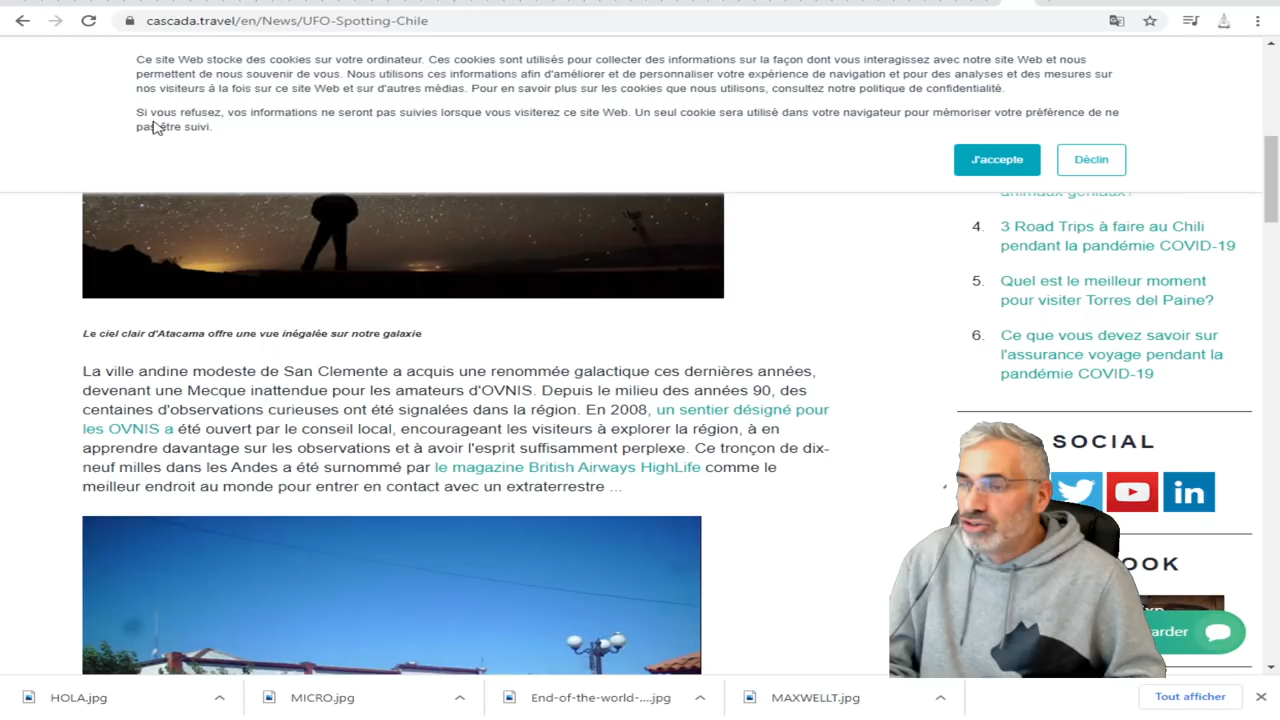 cascada.travel/en/News/UFO-Spotting-Chile
Ce site Web stocke des cookies sur votre ordinateur. Ces cookies sont utilisés pour collecter des informations sur la façon dont vous interagissez avec notre site Web et nous
permettent de nous souvenir de vous. Nous utilisons ces informations afin d'améliorer et de personnaliser votre expérience de navigation et pour des analyses et des mesures sur
nos visiteurs à la fois sur ce site Web et sur d'autres médias. Pour en savoir plus sur les cookies que nous utilisons, consultez notre politique de confidentialité.
Si vous refusez, vos informations ne seront pas suivies lorsque vous visiterez ce site Web. Un seul cookie sera utilisé dans votre navigateur pour mémoriser votre préférence de ne
pas être suivi.
J'accepte
Déclin
animaux géniaux?
4. 3 Road Trips à faire au Chili
pendant la pandémie COVID-19
5. Quel est le meilleur moment
pour visiter Torres del Paine?
6. Ce que vous devez savoir sur
l'assurance voyage pendant la
pandémie COVID-19
Le ciel clair d'Atacama offre une vue inégalée sur notre galaxie
La ville andine modeste de San Clemente a acquis une renommée galactique ces dernières années,
devenant une Mecque inattendue pour les amateurs d'OVNIS. Depuis le milieu des années 90, des
centaines d'observations curieuses ont été signalées dans la région. En 2008, un sentier désigné pour
les OVNIS a été ouvert par le conseil local, encourageant les visiteurs à explorer la région, à en
apprendre davantage sur les observations et à avoir l'esprit suffisamment perplexe. Ce tronçon de dix-
neuf milles dans les Andes a été surnommé par le magazine British Airways HighLife comme le
meilleur endroit au monde pour entrer en contact avec un extraterrestre ...
SOCIAL
in
OOK
arder
HOLA.jpg
MICRO.jpg
End-of-the-world-....jpg
MAXWELLT.jpg
Tout afficher